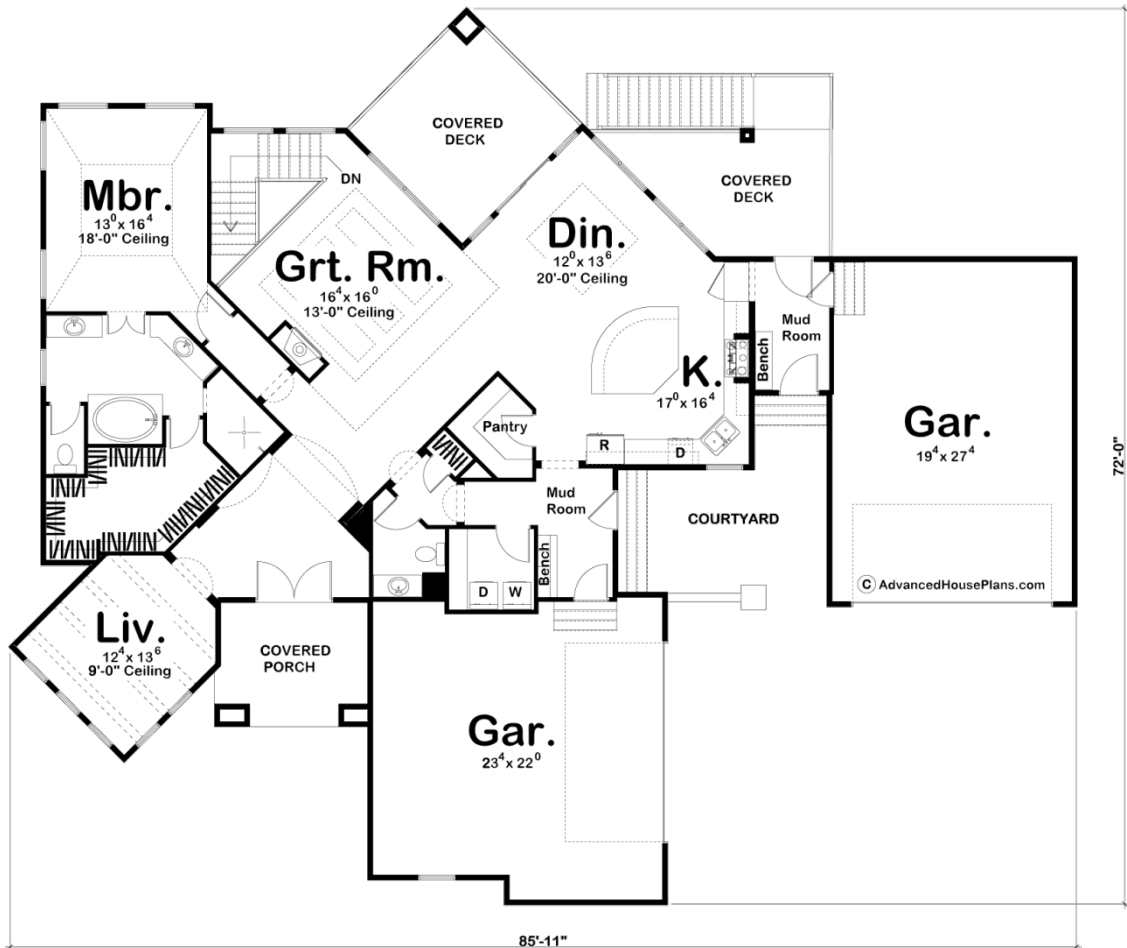 COVERED
DECK
Mbr.
13⁰ x 16⁴
18'-0" Ceiling
DN
COVERED
DECK
Din.
12⁰ x 13⁶
20'-0" Ceiling
Grt. Rm.
16⁴ x 16⁰
13'-0" Ceiling
Mud
Room
Bench
K.
17⁰ x 16⁴
Gar.
19⁴ x 27⁴
Pantry
R
D
72'-0"
Mud
Room
COURTYARD
Bench
D
W
© AdvancedHousePlans.com
Liv.
12⁴ x 13⁶
9'-0" Ceiling
COVERED
PORCH
Gar.
23⁴ x 22⁰
85'-11"